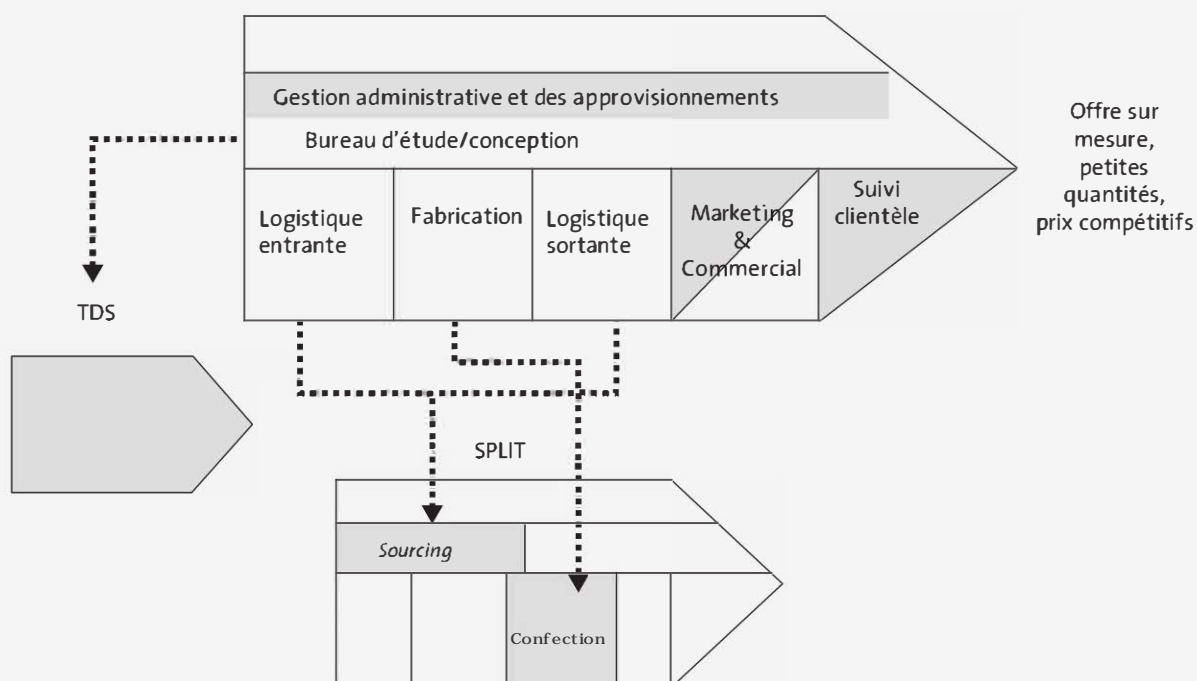 Gestion administrative et des approvisionnements
Bureau d'étude/conception
Logistique
entrante
Fabrication
Logistique
sortante
Marketing
&
Commercial
Suivi
clientèle
Offre sur
mesure,
petites
quantités,
prix compétitifs
TDS
SPLIT
Sourcing
Confection